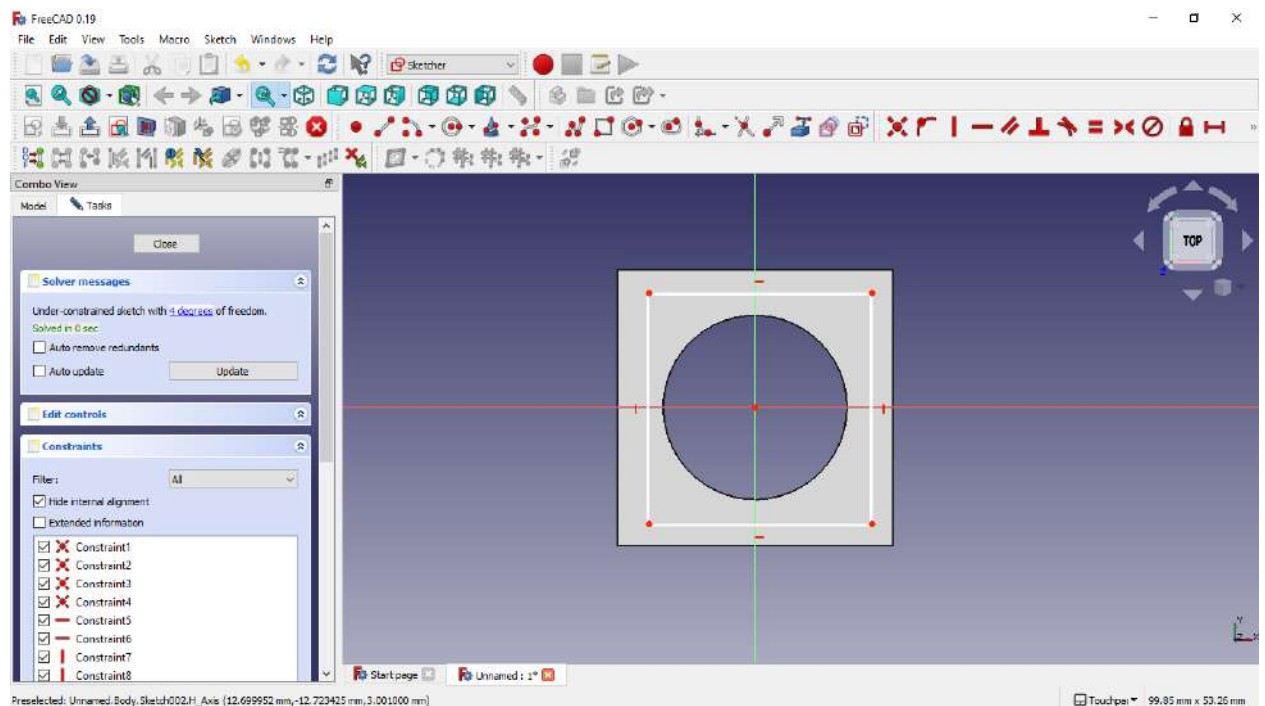 FreeCAD 0.19
File Edit View Tools Macro Sketch Windows Help
Sketcher
Combo View
Model Tasks
Close
Solver messages
Under-constrained sketch with 4 degrees of freedom.
Solved in 0 sec
Auto remove redundants
Auto update Update
Edit controls
Constraints
Filter: All
Hide internal alignment
Extended information
Constraint1
Constraint2
Constraint3
Constraint4
Constraint5
Constraint6
Constraint7
Constraint8
TOP
Y
Z X
Start page Unnamed : 1*
Preselected: Unnamed.Body.Sketch002.H_Axis (12.699952 mm,-12.723425 mm,3.001000 mm) Touchpad 99.85 mm x 53.26 mm